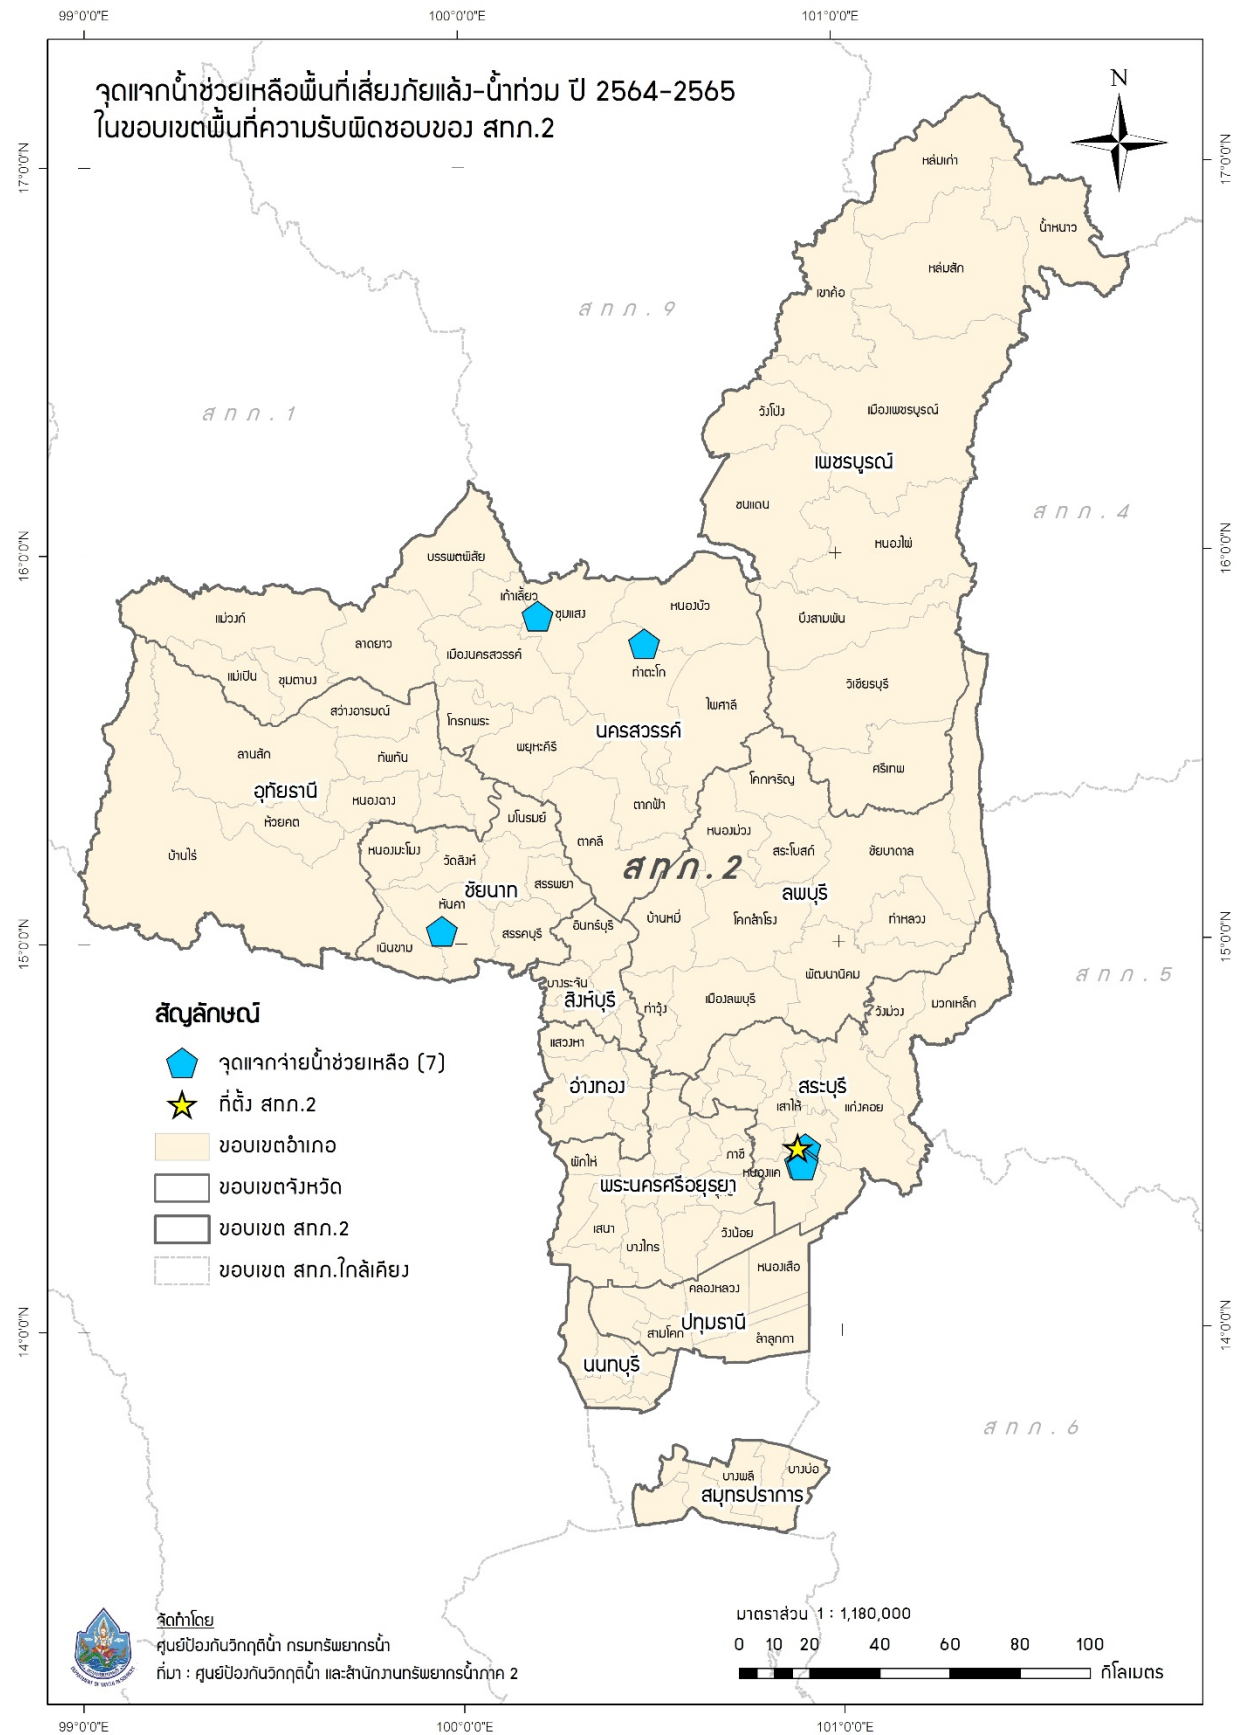 99°0'0"E
100°0'0"E
101°0'0"E
จุดแจกน้ำช่วยเหลือพื้นที่เสี่ยงภัยแล้ง-น้ำท่วม ปี 2564-2565
ในขอบเขตพื้นที่ความรับผิดชอบของ สทภ.2
N
17°0'0"N
17°0'0"N
หล่มเก่า
น้ำหนาว
หล่มสัก
เขาค้อ
สทภ.9
สทภ.1
วังโป่ง
เมืองเพชรบูรณ์
เพชรบูรณ์
ชนแดน
สทภ.4
หนองไผ่
16°0'0"N
16°0'0"N
บรรพตพิสัย
เก้าเลี้ยว
ชุมแสง
หนองบัว
แม่วงก์
บึงสามพัน
ลาดยาว
เมืองนครสวรรค์
ท่าตะโก
แม่เปิน
ชุมตาบง
วิเชียรบุรี
สว่างอารมณ์
โกรกพระ
ไพศาลี
นครสวรรค์
ลานสัก
ทัพทัน
พยุหะคีรี
ศรีเทพ
โคกเจริญ
อุทัยธานี
หนองฉาง
ตากฟ้า
ห้วยคต
มโนรมย์
หนองม่วง
ตาคลี
บ้านไร่
หนองมะโมง
วัดสิงห์
สระโบสถ์
ชัยบาดาล
สทภ.2
ชัยนาท
สรรพยา
ลพบุรี
หันคา
บ้านหมี่
โคกสำโรง
ท่าหลวง
อินทร์บุรี
สรรคบุรี
15°0'0"N
15°0'0"N
เนินขาม
พัฒนานิคม
สทภ.5
บางระจัน
สิงห์บุรี
ท่าวุ้ง
เมืองลพบุรี
วังม่วง
มวกเหล็ก
สัญลักษณ์
แสวงหา
จุดแจกจ่ายน้ำช่วยเหลือ (7)
อ่างทอง
สระบุรี
ที่ตั้ง สทภ.2
เสาไห้
แก่งคอย
ขอบเขตอำเภอ
ผักไห่
ภาชี
หนองแค
ขอบเขตจังหวัด
พระนครศรีอยุธยา
ขอบเขต สทภ.2
เสนา
บางไทร
วังน้อย
ขอบเขต สทภ.ใกล้เคียง
หนองเสือ
คลองหลวง
14°0'0"N
14°0'0"N
ปทุมธานี
สามโคก
ลำลูกกา
นนทบุรี
สทภ.6
บางพลี
บางบ่อ
สมุทรปราการ
จัดทำโดย
ศูนย์ป้องกันวิกฤติน้ำ กรมทรัพยากรน้ำ
ที่มา : ศูนย์ป้องกันวิกฤติน้ำ และสำนักงานทรัพยากรน้ำภาค 2
มาตราส่วน 1 : 1,180,000
0 10 20 40 60 80 100
กิโลเมตร
99°0'0"E
100°0'0"E
101°0'0"E